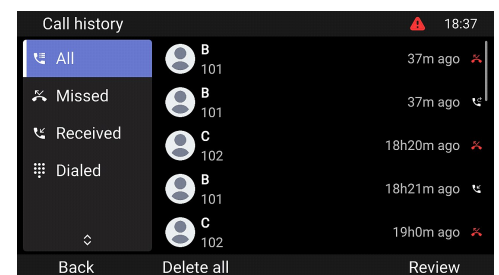 Call history 18:37
All
Missed
Received
Dialed
B
101
37m ago
B
101
37m ago
C
102
18h20m ago
B
101
18h21m ago
C
102
19h0m ago
Back Delete all Review